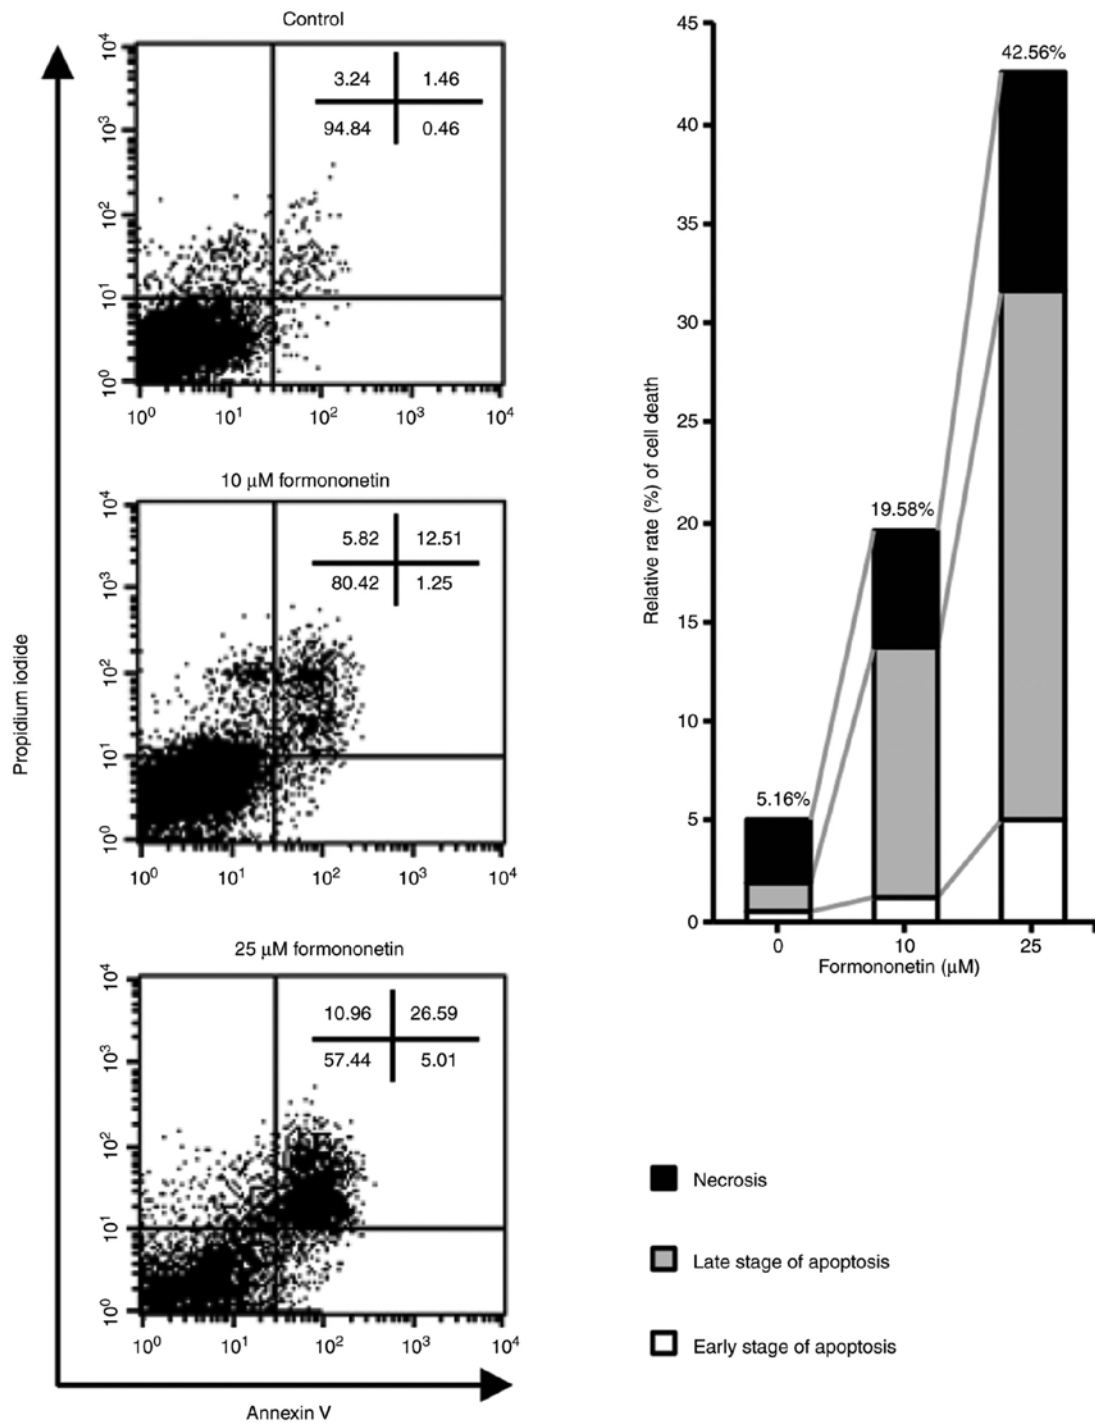 Control
10⁴
10³
10²
10¹
10⁰
3.24 1.46
94.84 0.46
10⁰ 10¹ 10² 10³ 10⁴
10 μM formononetin
10⁴
10³
10²
10¹
10⁰
5.82 12.51
80.42 1.25
10⁰ 10¹ 10² 10³ 10⁴
25 μM formononetin
10⁴
10³
10²
10¹
10⁰
10.96 26.59
57.44 5.01
10⁰ 10¹ 10² 10³ 10⁴
Propidium iodide
Annexin V
45
40
35
30
25
20
15
10
5
0
Relative rate (%) of cell death
5.16%
19.58%
42.56%
0 10 25
Formononetin (μM)
Necrosis
Late stage of apoptosis
Early stage of apoptosis